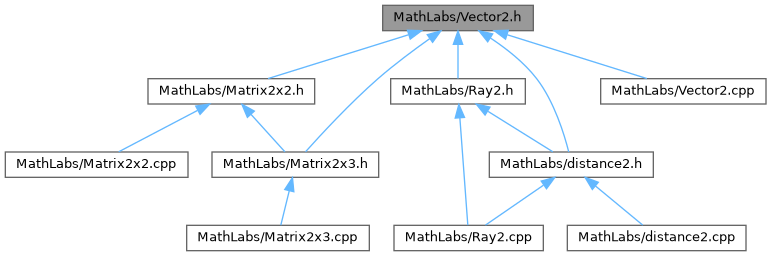 MathLabs/Vector2.h
MathLabs/Matrix2x2.h
MathLabs/Ray2.h
MathLabs/Vector2.cpp
MathLabs/Matrix2x2.cpp
MathLabs/Matrix2x3.h
MathLabs/distance2.h
MathLabs/Matrix2x3.cpp
MathLabs/Ray2.cpp
MathLabs/distance2.cpp